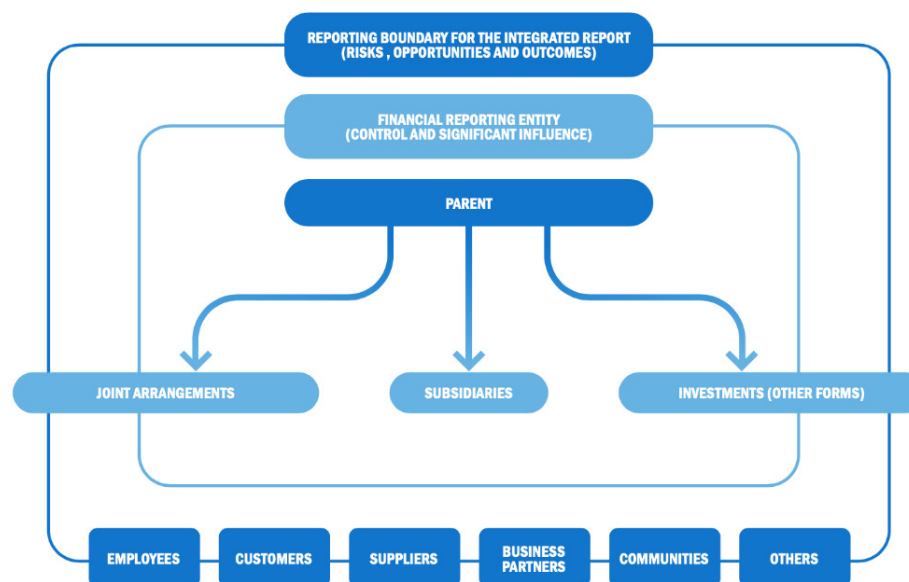 REPORTING BOUNDARY FOR THE INTEGRATED REPORT
(RISKS , OPPORTUNITIES AND OUTCOMES)
FINANCIAL REPORTING ENTITY
(CONTROL AND SIGNIFICANT INFLUENCE)
PARENT
JOINT ARRANGEMENTS
SUBSIDIARIES
INVESTMENTS (OTHER FORMS)
EMPLOYEES
CUSTOMERS
SUPPLIERS
BUSINESS
PARTNERS
COMMUNITIES
OTHERS